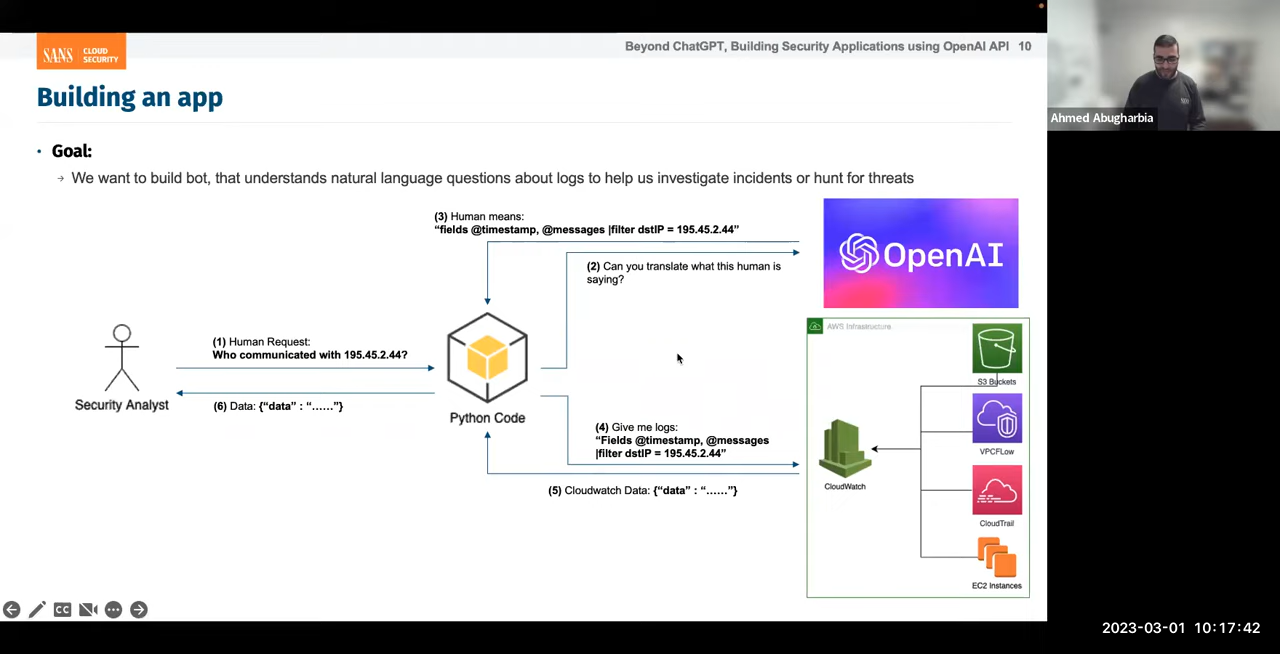 SANS
CLOUD
SECURITY
Beyond ChatGPT, Building Security Applications using OpenAI API 10
Building an app
• Goal:
→ We want to build bot, that understands natural language questions about logs to help us investigate incidents or hunt for threats
(3) Human means:
“fields @timestamp, @messages |filter dstIP = 195.45.2.44”
(2) Can you translate what this human is
saying?
OpenAI
(1) Human Request:
Who communicated with 195.45.2.44?
Security Analyst
(6) Data: {“data” : “......”}
Python Code
(4) Give me logs:
“Fields @timestamp, @messages
|filter dstIP = 195.45.2.44”
(5) Cloudwatch Data: {“data” : “......”}
AWS Infrastructure
S3 Buckets
VPCFLow
CloudWatch
CloudTrail
EC2 Instances
CC
Ahmed Abugharbia
2023-03-01 10:17:42